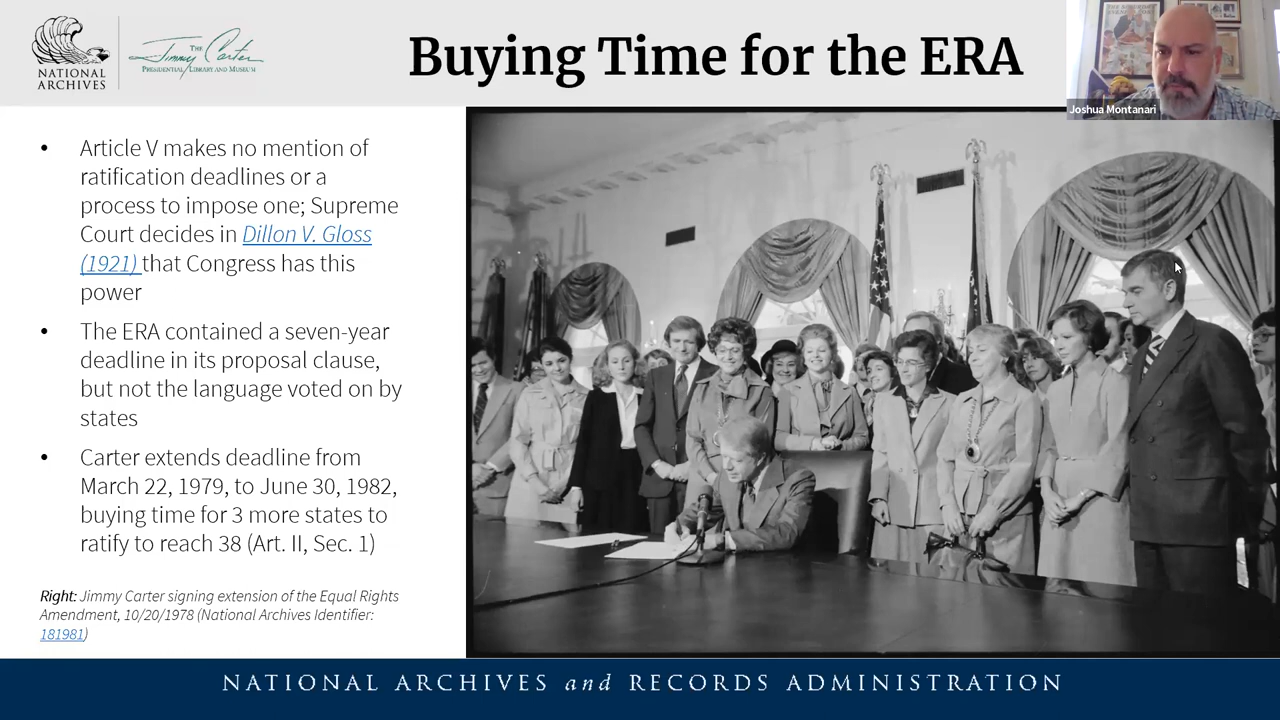 NATIONAL
ARCHIVES
THE
Jimmy Carter
PRESIDENTIAL LIBRARY AND MUSEUM
Buying Time for the ERA
Joshua Montanari
• Article V makes no mention of
ratification deadlines or a
process to impose one; Supreme
Court decides in Dillon V. Gloss
(1921) that Congress has this
power
• The ERA contained a seven-year
deadline in its proposal clause,
but not the language voted on by
states
• Carter extends deadline from
March 22, 1979, to June 30, 1982,
buying time for 3 more states to
ratify to reach 38 (Art. II, Sec. 1)
Right: Jimmy Carter signing extension of the Equal Rights
Amendment, 10/20/1978 (National Archives Identifier:
181981)
NATIONAL ARCHIVES and RECORDS ADMINISTRATION